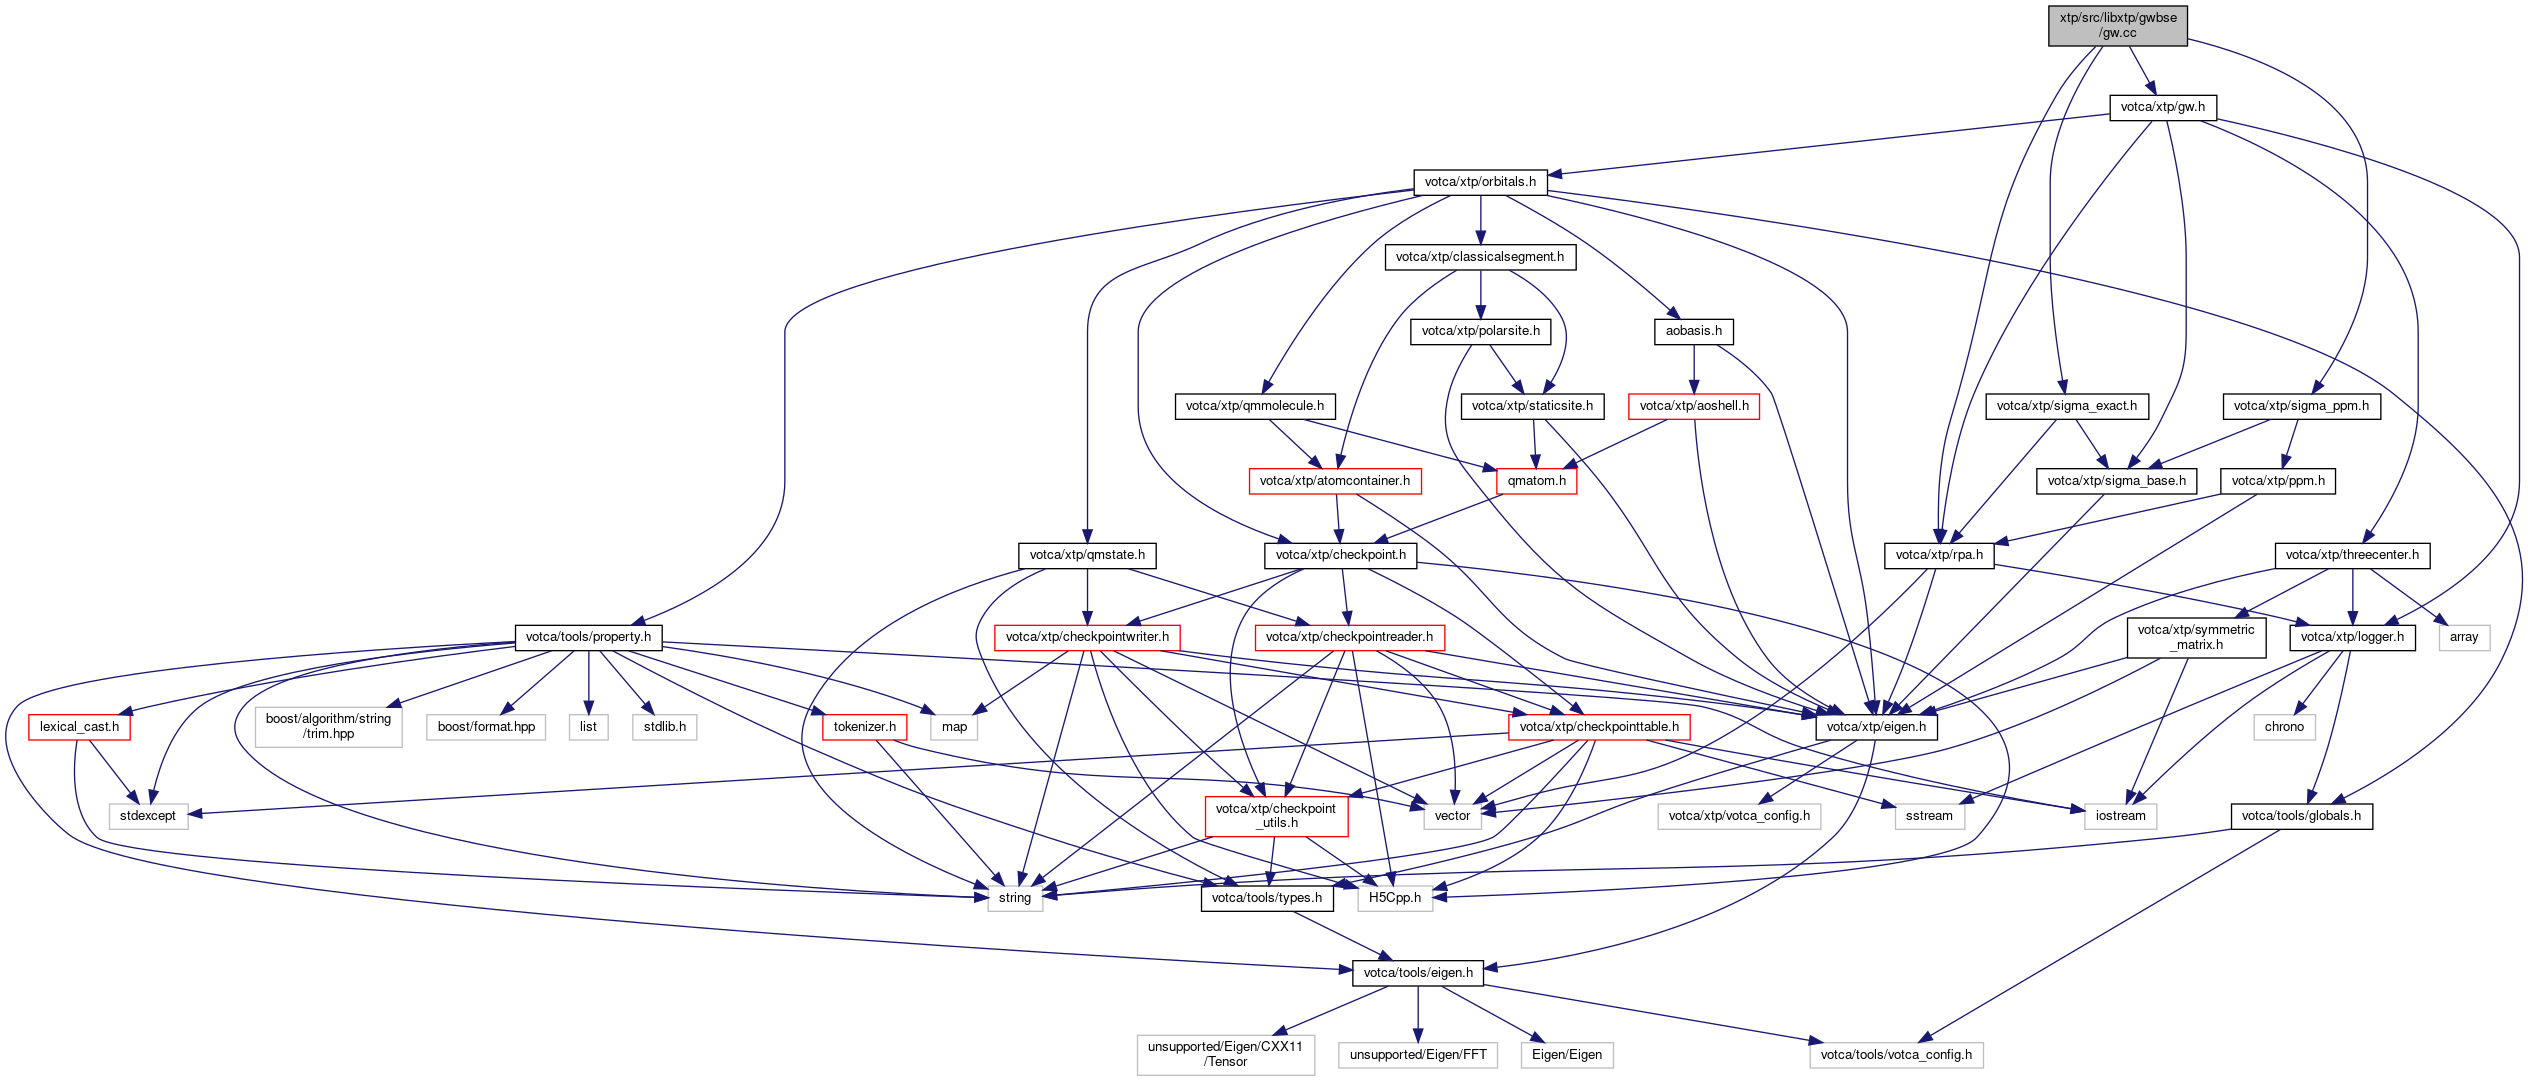 xtp/src/libxtp/gwbse
/gw.cc
votca/xtp/gw.h
votca/xtp/orbitals.h
votca/xtp/classicalsegment.h
votca/xtp/polarsite.h
aobasis.h
votca/xtp/qmmolecule.h
votca/xtp/staticsite.h
votca/xtp/aoshell.h
votca/xtp/sigma_exact.h
votca/xtp/sigma_ppm.h
votca/xtp/atomcontainer.h
qmatom.h
votca/xtp/sigma_base.h
votca/xtp/ppm.h
votca/xtp/qmstate.h
votca/xtp/checkpoint.h
votca/xtp/rpa.h
votca/xtp/threecenter.h
votca/tools/property.h
votca/xtp/checkpointwriter.h
votca/xtp/checkpointreader.h
votca/xtp/symmetric
_matrix.h
votca/xtp/logger.h
array
lexical_cast.h
boost/algorithm/string
/trim.hpp
boost/format.hpp
list
stdlib.h
tokenizer.h
map
votca/xtp/checkpointtable.h
votca/xtp/eigen.h
chrono
stdexcept
votca/xtp/checkpoint
_utils.h
vector
votca/xtp/votca_config.h
sstream
iostream
votca/tools/globals.h
string
votca/tools/types.h
H5Cpp.h
votca/tools/eigen.h
unsupported/Eigen/CXX11
/Tensor
unsupported/Eigen/FFT
Eigen/Eigen
votca/tools/votca_config.h